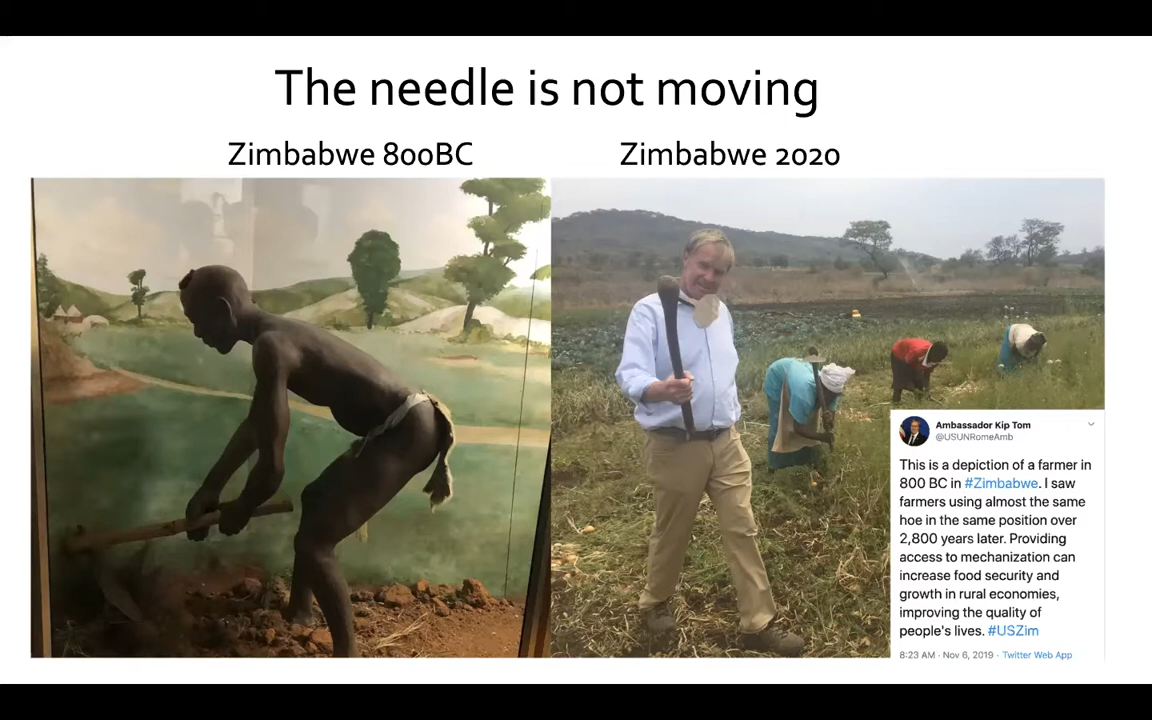 The needle is not moving
Zimbabwe 800BC
Zimbabwe 2020
Ambassador Kip Tom
@USUNRomeAmb
This is a depiction of a farmer in
800 BC in #Zimbabwe. I saw
farmers using almost the same
hoe in the same position over
2,800 years later. Providing
access to mechanization can
increase food security and
growth in rural economies,
improving the quality of
people's lives. #USZim
8:23 AM · Nov 6, 2019 · Twitter Web App